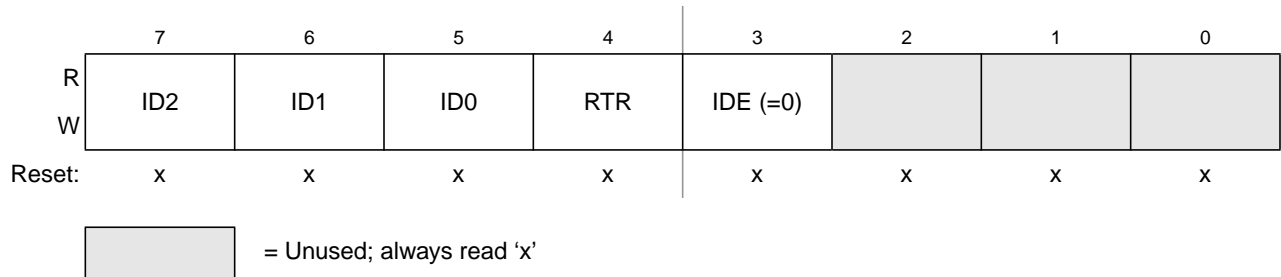 7 6 5 4 3 2 1 0
R
ID2 ID1 ID0 RTR IDE (=0)
W
Reset: x x x x x x x x
= Unused; always read ‘x’